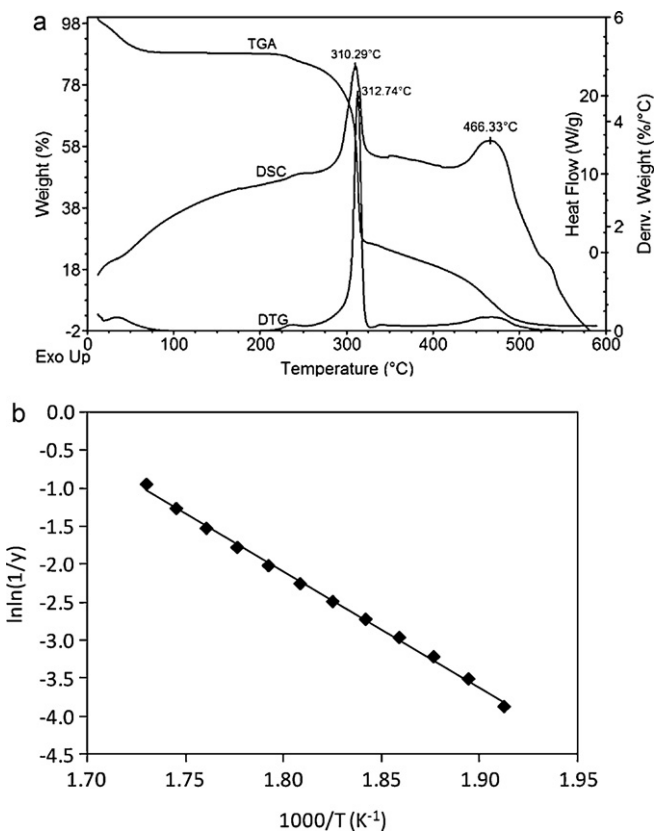 a
98
78
58
38
18
-2
Weight (%)
TGA
DSC
DTG
310.29°C
312.74°C
466.33°C
20
10
0
Heat Flow (W/g)
6
4
2
0
Deriv. Weight (%/°C)
Exo Up
0 100 200 300 400 500 600
Temperature (°C)
b
0.0
-0.5
-1.0
-1.5
-2.0
-2.5
-3.0
-3.5
-4.0
-4.5
lnln(1/y)
1.70 1.75 1.80 1.85 1.90 1.95
1000/T (K-1)